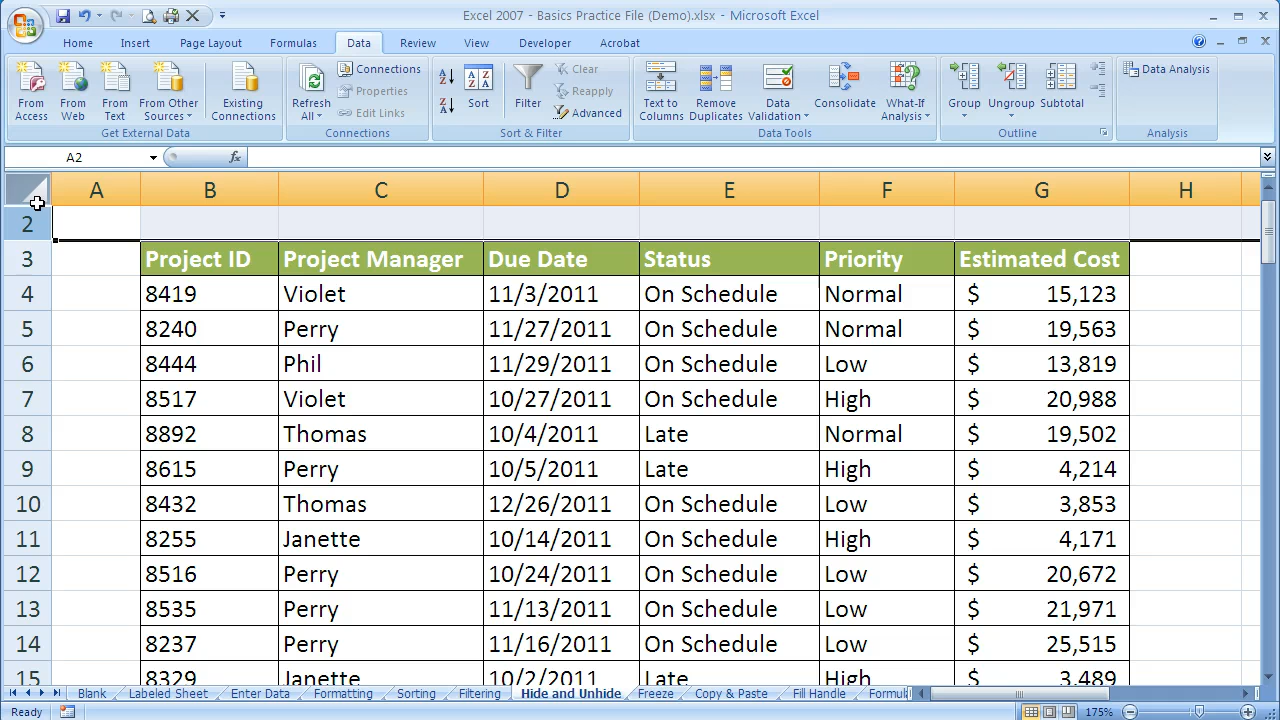 Excel 2007 - Basics Practice File (Demo).xlsx - Microsoft Excel
Home Insert Page Layout Formulas Data Review View Developer Acrobat
From Access From Web From Text From Other Sources Existing Connections
Get External Data
Refresh All Connections Properties Edit Links
Connections
Sort Filter Clear Reapply Advanced
Sort & Filter
Text to Columns Remove Duplicates Data Validation Consolidate What-If Analysis
Data Tools
Group Ungroup Subtotal
Outline
Data Analysis
Analysis
A2 fx
A B C D E F G H
2
3 Project ID Project Manager Due Date Status Priority Estimated Cost
4 8419 Violet 11/3/2011 On Schedule Normal $ 15,123
5 8240 Perry 11/27/2011 On Schedule Normal $ 19,563
6 8444 Phil 11/29/2011 On Schedule Low $ 13,819
7 8517 Violet 10/27/2011 On Schedule High $ 20,988
8 8892 Thomas 10/4/2011 Late Normal $ 19,502
9 8615 Perry 10/5/2011 Late High $ 4,214
10 8432 Thomas 12/26/2011 On Schedule Low $ 3,853
11 8255 Janette 10/14/2011 On Schedule High $ 4,171
12 8516 Perry 10/24/2011 On Schedule Low $ 20,672
13 8535 Perry 11/13/2011 On Schedule Low $ 21,971
14 8237 Perry 11/16/2011 On Schedule Low $ 25,515
15 8329 Janette 10/2/2011 Late High $ 3,489
Blank Labeled Sheet Enter Data Formatting Sorting Filtering Hide and Unhide Freeze Copy & Paste Fill Handle Formul
Ready 175%